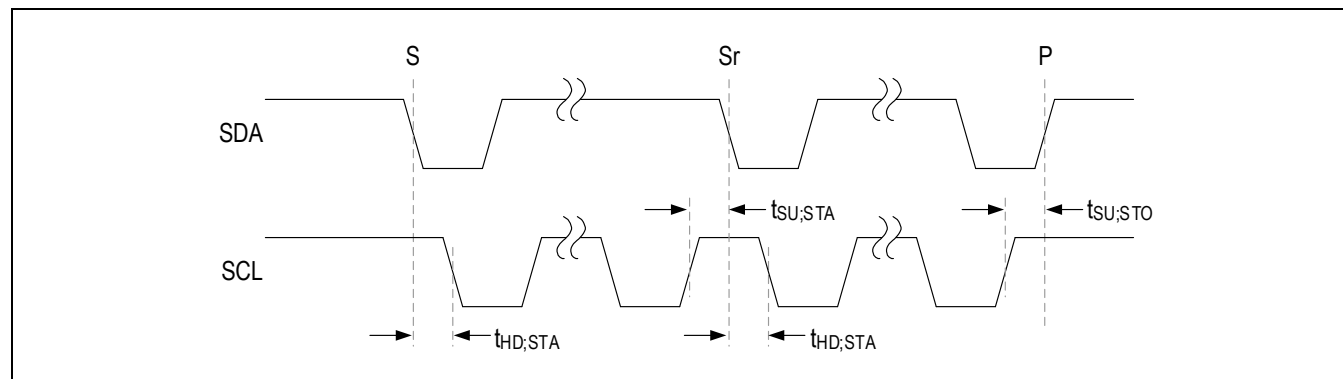 S Sr P
SDA
tSU;STA tSU;STO
SCL
tHD;STA tHD;STA